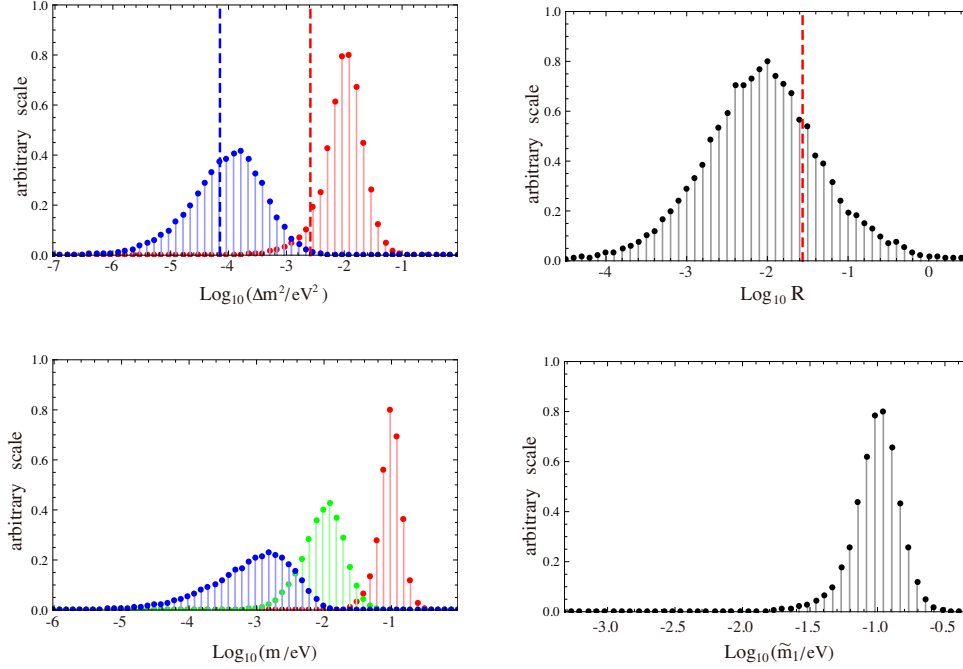 1.0
0.8
0.6
0.4
0.2
0.0
arbitrary scale
-7 -6 -5 -4 -3 -2 -1
Log₁₀ (Δm²/eV²)
1.0
0.8
0.6
0.4
0.2
0.0
arbitrary scale
-4 -3 -2 -1 0
Log₁₀ R
1.0
0.8
0.6
0.4
0.2
0.0
arbitrary scale
-6 -5 -4 -3 -2 -1
Log₁₀ (m/eV)
1.0
0.8
0.6
0.4
0.2
0.0
arbitrary scale
-3.0 -2.5 -2.0 -1.5 -1.0 -0.5
Log₁₀ (m̃₁/eV)